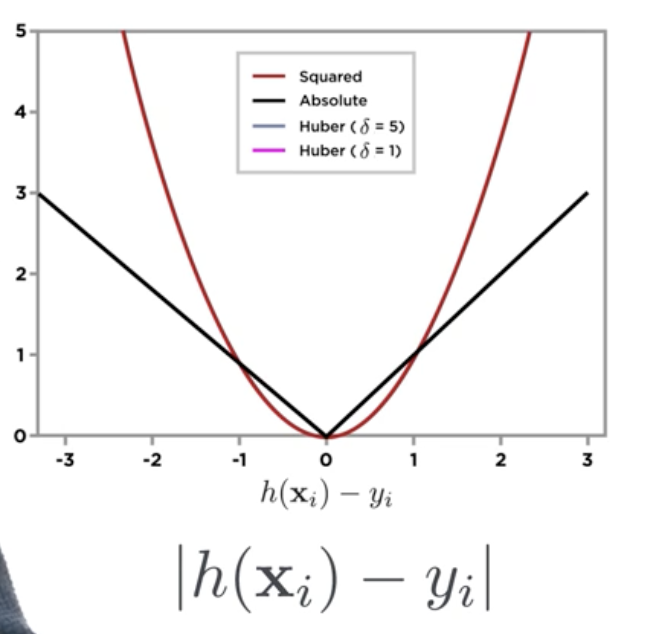 5
4
3
2
1
0
Squared
Absolute
Huber (δ = 5)
Huber (δ = 1)
-3 -2 -1 0 1 2 3
h(xᵢ) − yᵢ
|h(xᵢ) − yᵢ|